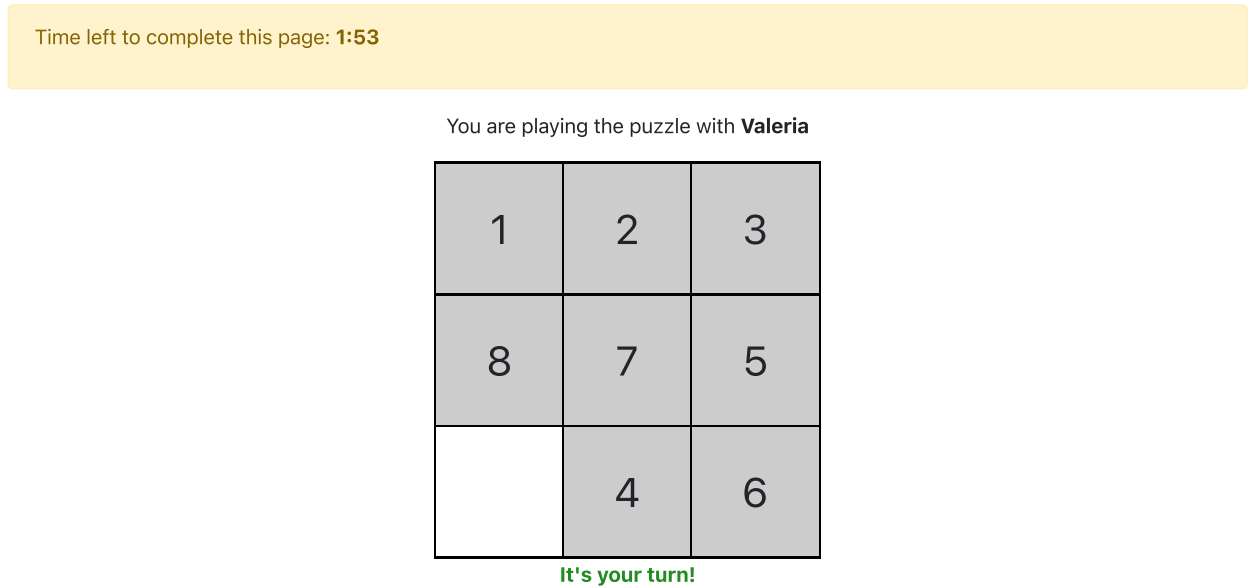 Time left to complete this page: 1:53
You are playing the puzzle with Valeria
1 2 3
8 7 5
4 6
It's your turn!